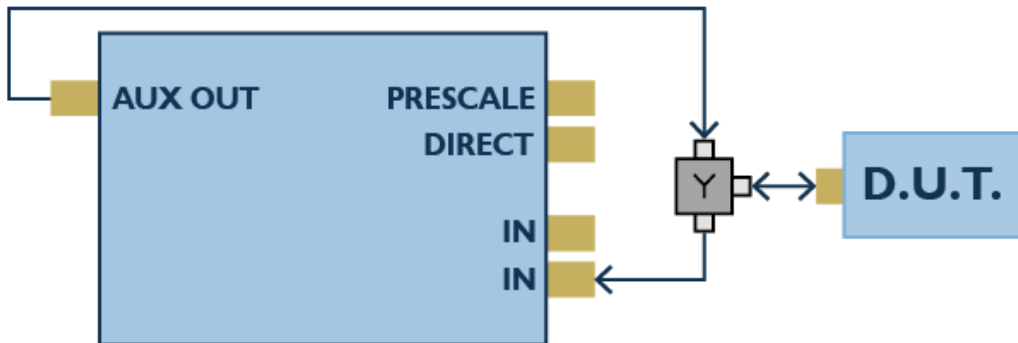 AUX OUT
PRESCALE
DIRECT
IN
IN
Y
D.U.T.